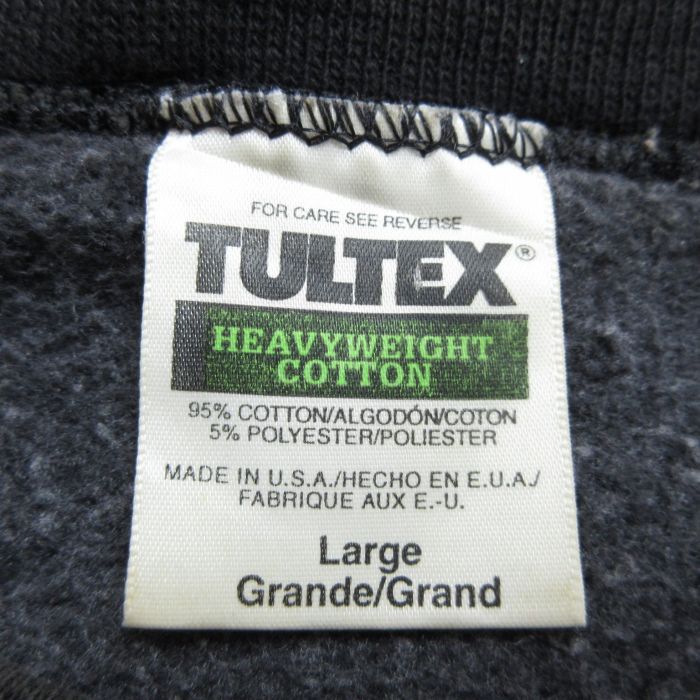 FOR CARE SEE REVERSE
TULTEX®
HEAVYWEIGHT
COTTON
95% COTTON/ALGODÓN/COTON
5% POLYESTER/POLIESTER
MADE IN U.S.A./HECHO EN E.U.A./
FABRIQUE AUX E.-U.
Large
Grande/Grand